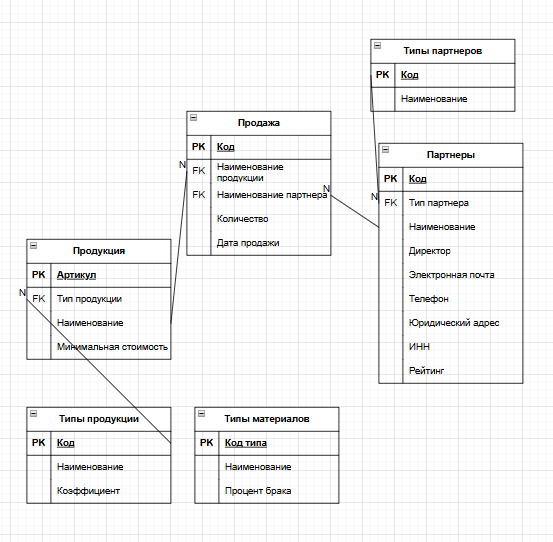 Типы партнеров
PK Код
Наименование
Продажа
PK Код
N
FK Наименование
продукции
FK Наименование партнера
N
Количество
Дата продажи
Партнеры
PK Код
N
FK Тип партнера
Наименование
Директор
Электронная почта
Телефон
Юридический адрес
ИНН
Рейтинг
Продукция
PK Артикул
N
FK Тип продукции
Наименование
Минимальная стоимость
Типы продукции
PK Код
Наименование
Коэффициент
Типы материалов
PK Код типа
Наименование
Процент брака